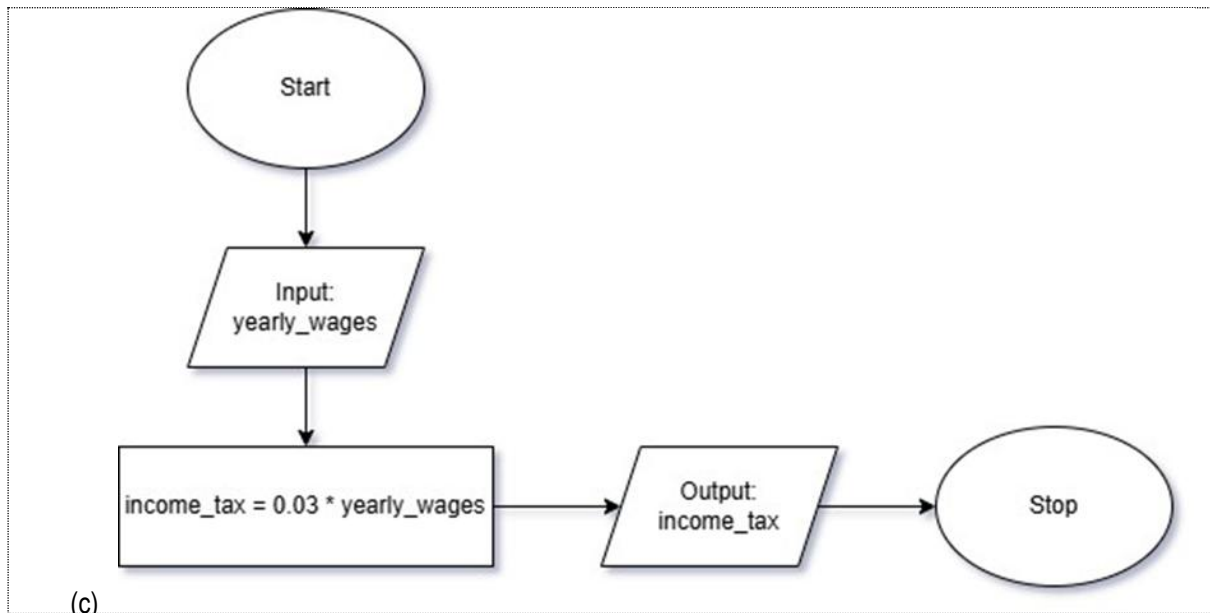 Start
Input:
yearly_wages
income_tax = 0.03 * yearly_wages
Output:
income_tax
Stop
(c)